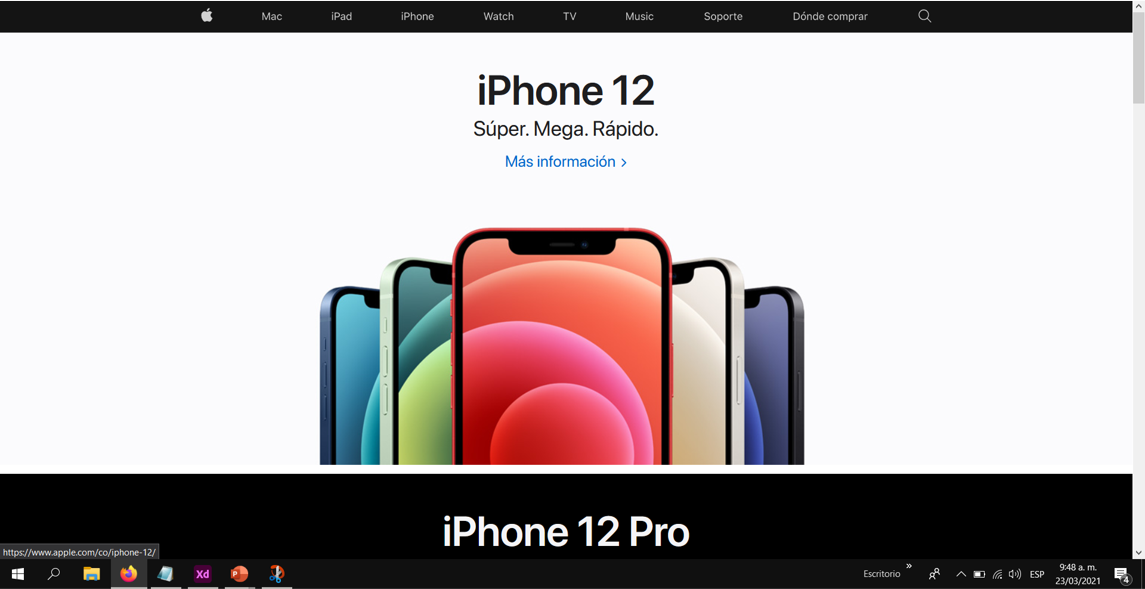 Mac iPad iPhone Watch TV Music Soporte Dónde comprar
iPhone 12
Súper. Mega. Rápido.
Más información >
iPhone 12 Pro
https://www.apple.com/co/iphone-12/
Xd
P
Escritorio
»
ESP
9:48 a. m.
23/03/2021
4